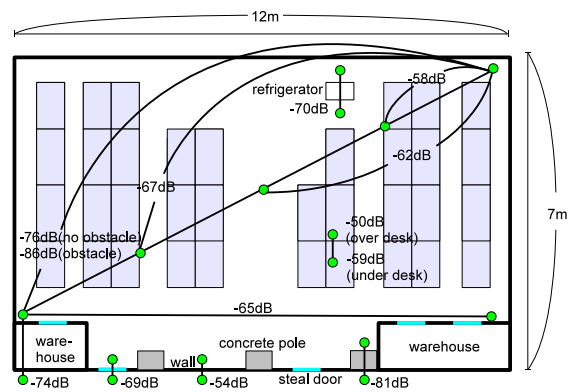 12m
-58dB
refrigerator
-70dB
-62dB
-67dB
7m
-76dB(no obstacle)
-86dB(obstacle)
-50dB
(over desk)
-59dB
(under desk)
-65dB
ware-
house
concrete pole
wall
warehouse
-74dB
-69dB
-54dB
steal door
-81dB